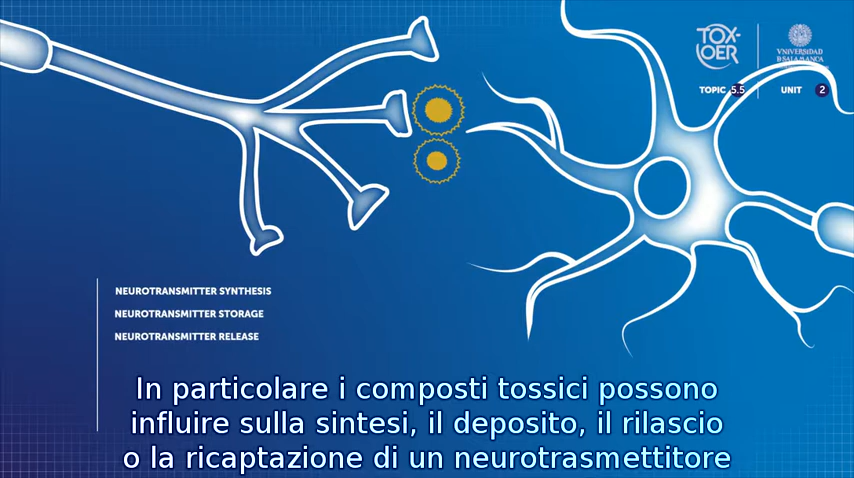 TOX-
OER
VNIVERSIDAD
D SALAMANCA
TOPIC 5.5
UNIT 2
NEUROTRANSMITTER SYNTHESIS
NEUROTRANSMITTER STORAGE
NEUROTRANSMITTER RELEASE
In particolare i composti tossici possono
influire sulla sintesi, il deposito, il rilascio
o la ricaptazione di un neurotrasmettitore